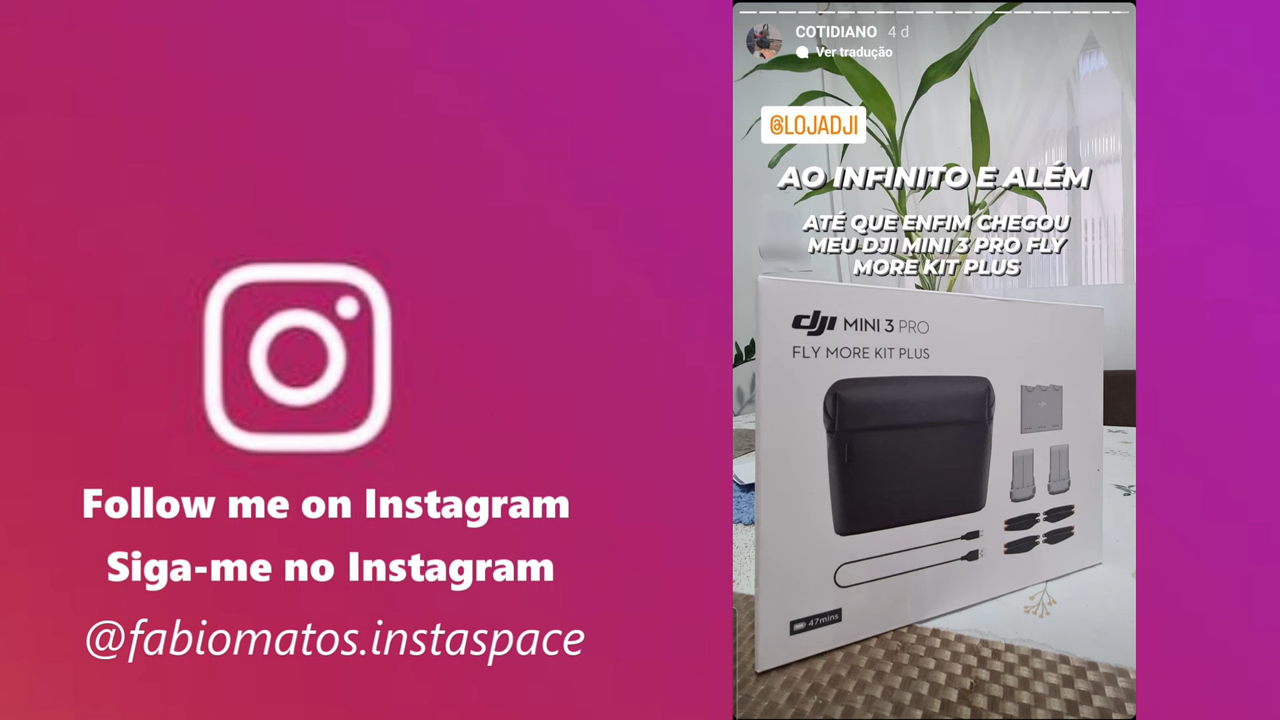 Follow me on Instagram
Siga-me no Instagram
@fabiomatos.instaspace
COTIDIANO 4 d
Ver tradução
@LOJADJI
AO INFINITO E ALÉM
ATÉ QUE ENFIM CHEGOU
MEU DJI MINI 3 PRO FLY
MORE KIT PLUS
dji MINI 3 PRO
FLY MORE KIT PLUS
47mins